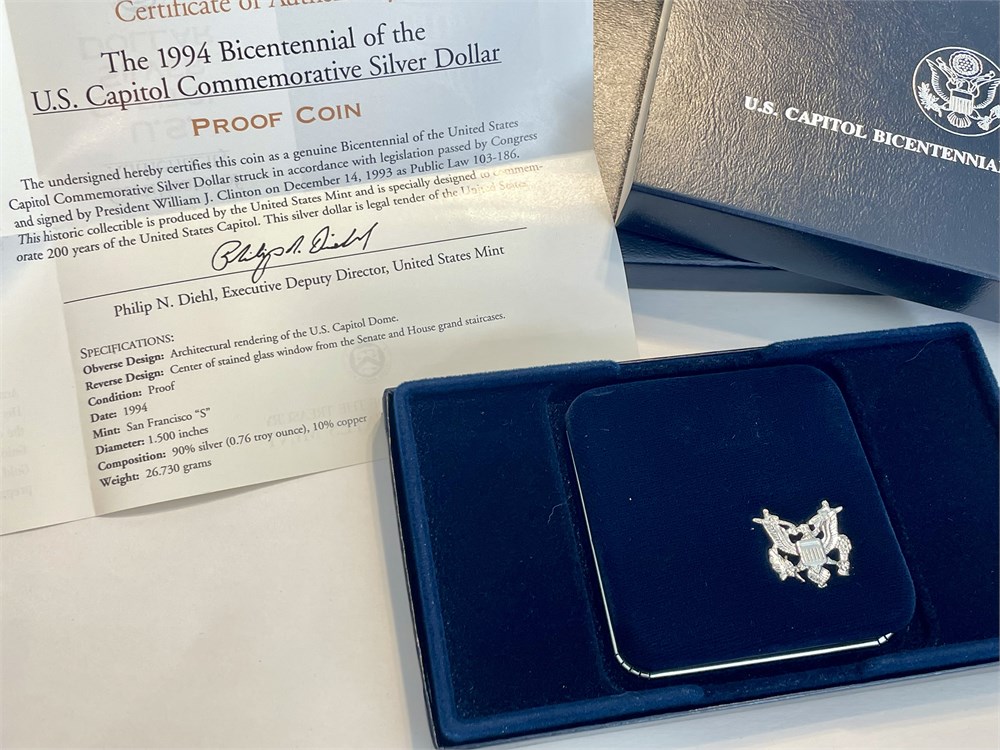 Certificate of Authenticity
The 1994 Bicentennial of the
U.S. Capitol Commemorative Silver Dollar
PROOF COIN
The undersigned hereby certifies this coin as a genuine Bicentennial of the United States
Capitol Commemorative Silver Dollar struck in accordance with legislation passed by Congress
and signed by President William J. Clinton on December 14, 1993 as Public Law 103-186.
This historic collectible is produced by the United States Mint and is specially designed to commem-
orate 200 years of the United States Capitol. This silver dollar is legal tender of the United States.
Philip N. Diehl
Philip N. Diehl, Executive Deputy Director, United States Mint
SPECIFICATIONS:
Obverse Design: Architectural rendering of the U.S. Capitol Dome.
Reverse Design: Center of stained glass window from the Senate and House grand staircases.
Condition: Proof
Date: 1994
Mint: San Francisco "S"
Diameter: 1.500 inches
Composition: 90% silver (0.76 troy ounce), 10% copper
Weight: 26.730 grams
U.S. CAPITOL BICENTENNIAL